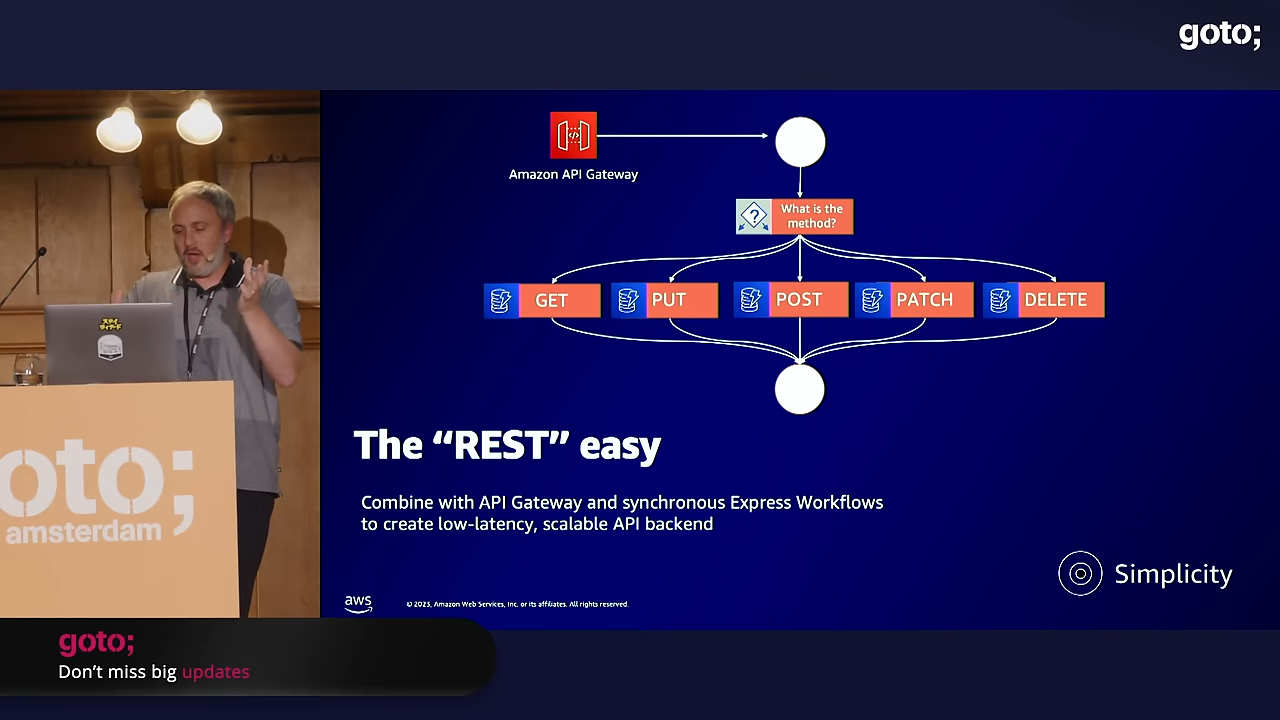 goto;
Amazon API Gateway
What is the
method?
GET
PUT
POST
PATCH
DELETE
The “REST” easy
Combine with API Gateway and synchronous Express Workflows
to create low-latency, scalable API backend
Simplicity
aws
© 2023, Amazon Web Services, Inc. or its affiliates. All rights reserved.
oto;
amsterdam
goto;
Don’t miss big updates